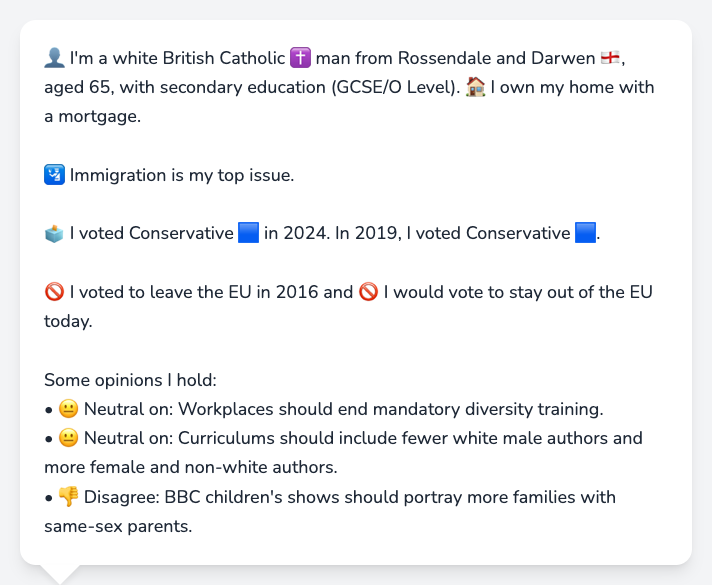 👤 I'm a white British Catholic ✝️ man from Rossendale and Darwen 🏴󠁧󠁢󠁥󠁮󠁧󠁿,
aged 65, with secondary education (GCSE/O Level). 🏠 I own my home with
a mortgage.
🛂 Immigration is my top issue.
🗳️ I voted Conservative 🟦 in 2024. In 2019, I voted Conservative 🟦.
🚫 I voted to leave the EU in 2016 and 🚫 I would vote to stay out of the EU
today.
Some opinions I hold:
• 😐 Neutral on: Workplaces should end mandatory diversity training.
• 😐 Neutral on: Curriculums should include fewer white male authors and
more female and non-white authors.
• 👎 Disagree: BBC children's shows should portray more families with
same-sex parents.